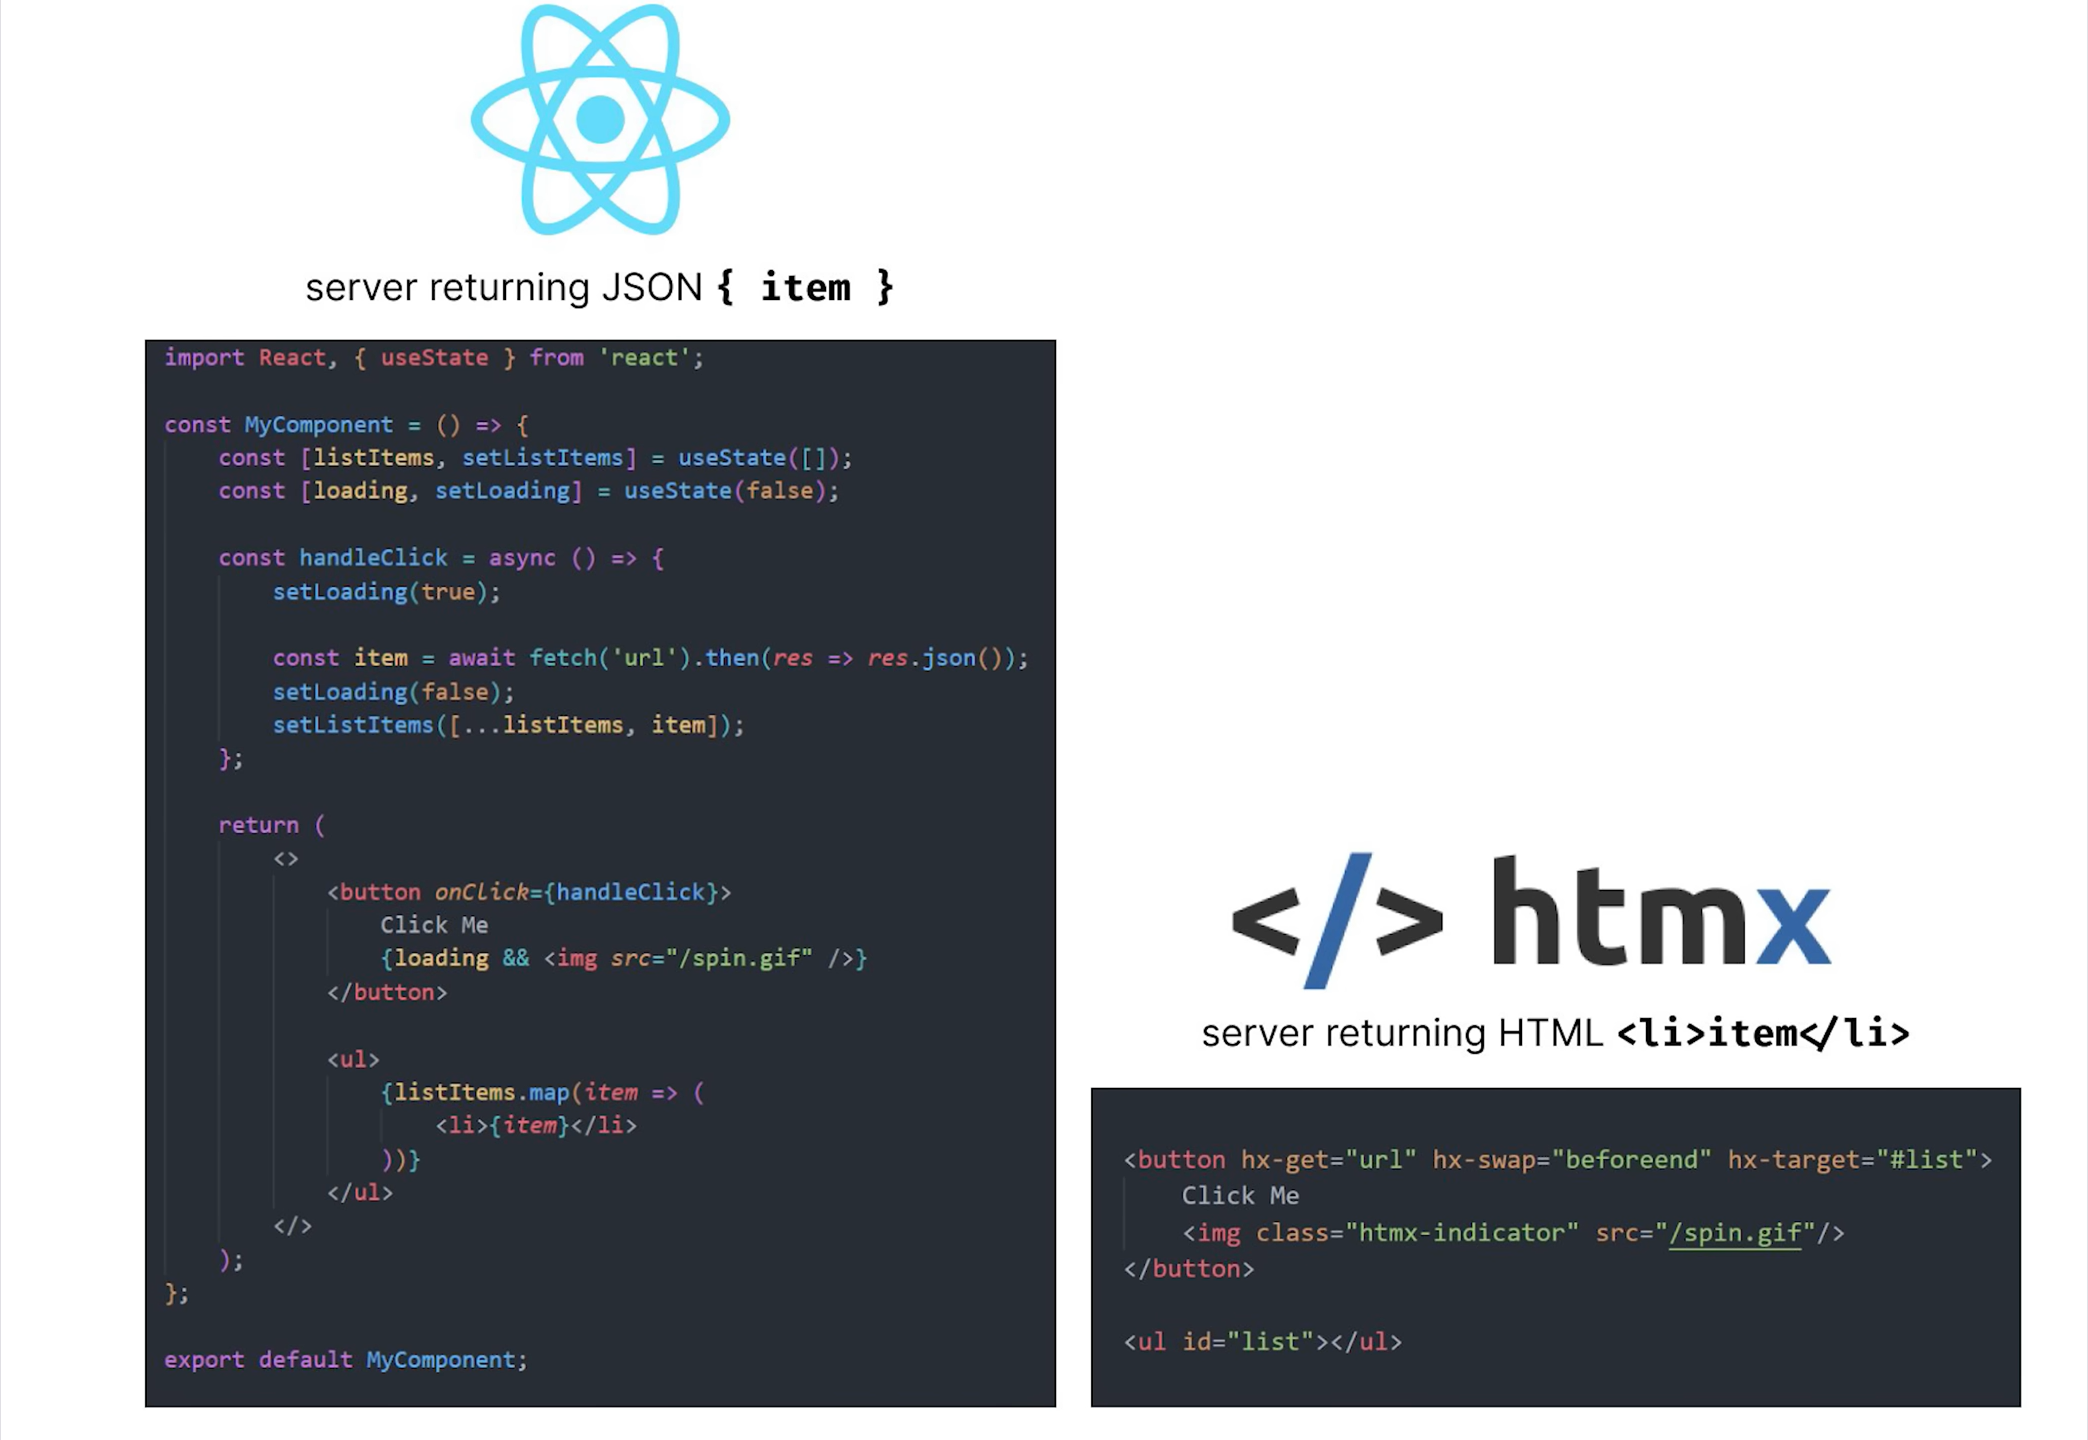 server returning JSON { item }
import React, { useState } from 'react';
const MyComponent = () => {
const [listItems, setListItems] = useState([]);
const [loading, setLoading] = useState(false);
const handleClick = async () => {
setLoading(true);
const item = await fetch('url').then(res => res.json());
setLoading(false);
setListItems([...listItems, item]);
};
return (
<>
<button onClick={handleClick}>
Click Me
{loading && <img src="/spin.gif" />}
</button>
<ul>
{listItems.map(item => (
<li>{item}</li>
))}
</ul>
</>
);
};
export default MyComponent;
</> htmx
server returning HTML <li>item</li>
<button hx-get="url" hx-swap="beforeend" hx-target="#list">
Click Me
<img class="htmx-indicator" src="/spin.gif"/>
</button>
<ul id="list"></ul>